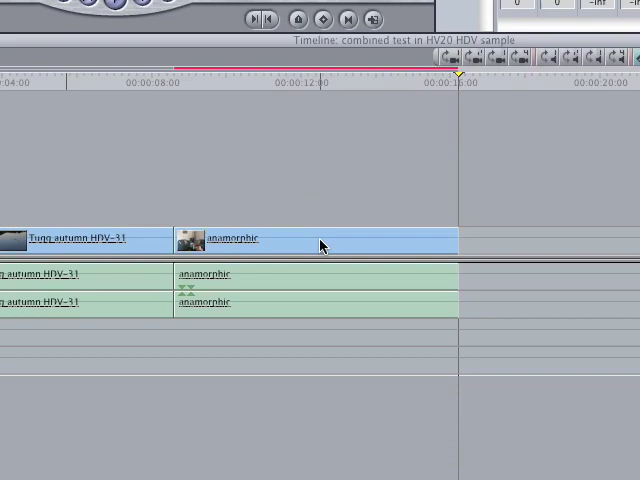 0 0 -inf
Timeline: combined test in HV20 HDV sample
:04:00 00:00:08:00 00:00:12:00 00:00:16:00 00:00:20:00
Tugg autumn HDV-31 anamorphic
g autumn HDV-31 anamorphic
g autumn HDV-31 anamorphic